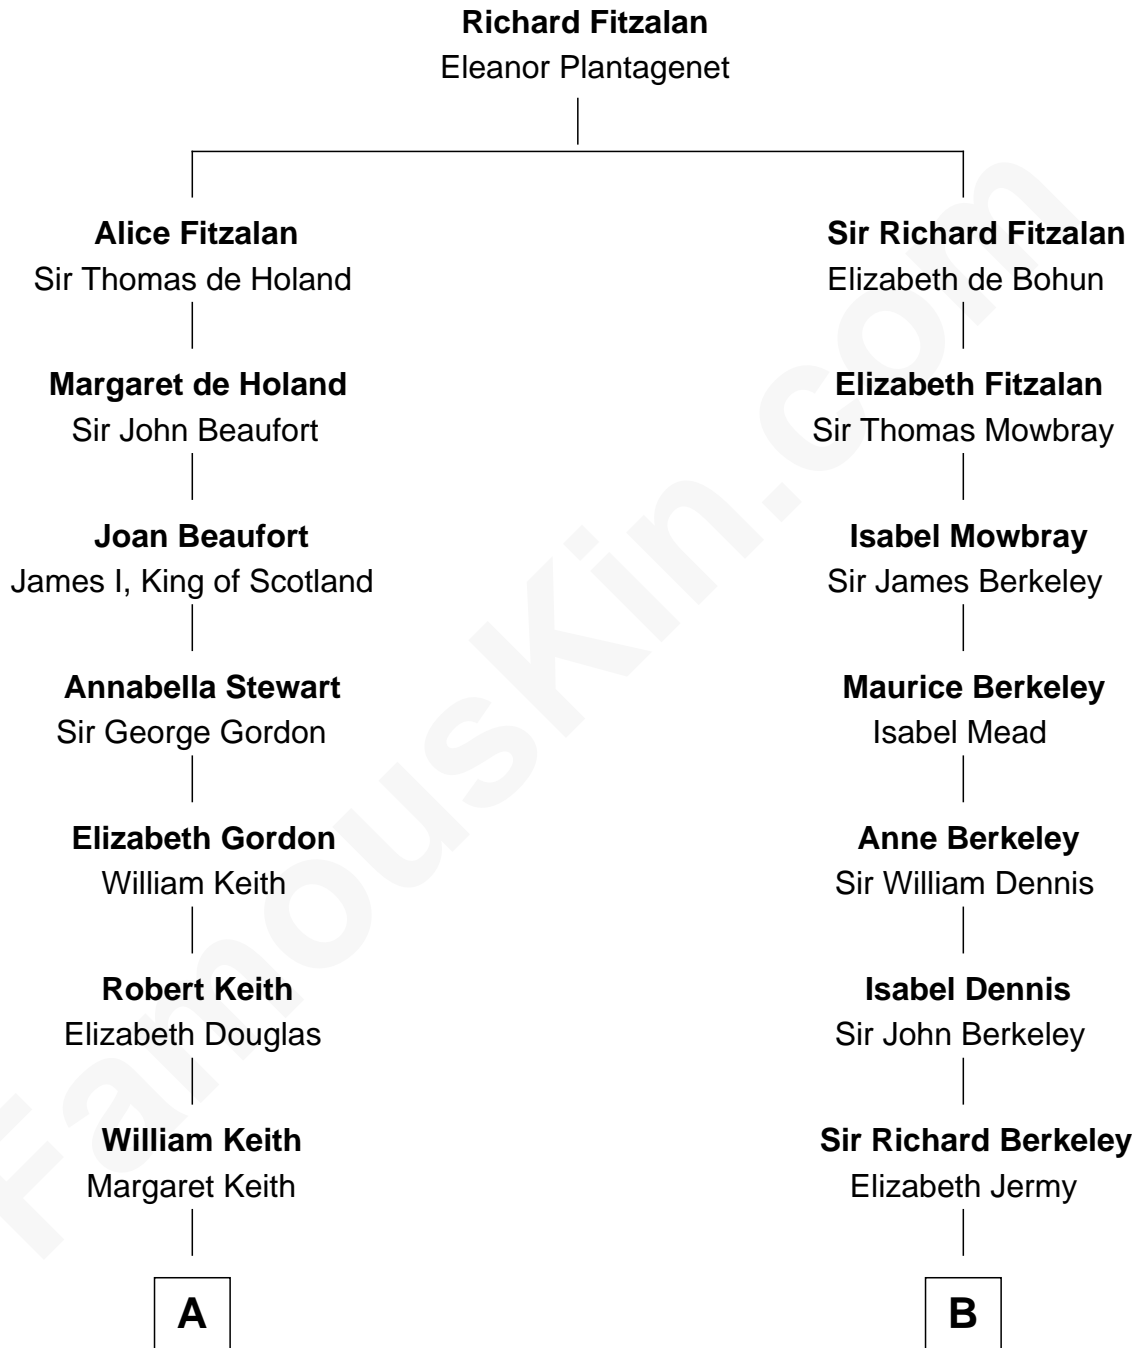 Richard Fitzalan
Eleanor Plantagenet
Alice Fitzalan
Sir Thomas de Holand
Sir Richard Fitzalan
Elizabeth de Bohun
Margaret de Holand
Sir John Beaufort
Elizabeth Fitzalan
Sir Thomas Mowbray
Joan Beaufort
James I, King of Scotland
Isabel Mowbray
Sir James Berkeley
Annabella Stewart
Sir George Gordon
Maurice Berkeley
Isabel Mead
Elizabeth Gordon
William Keith
Anne Berkeley
Sir William Dennis
Robert Keith
Elizabeth Douglas
Isabel Dennis
Sir John Berkeley
William Keith
Margaret Keith
Sir Richard Berkeley
Elizabeth Jermy
A
B
FamousKin.com